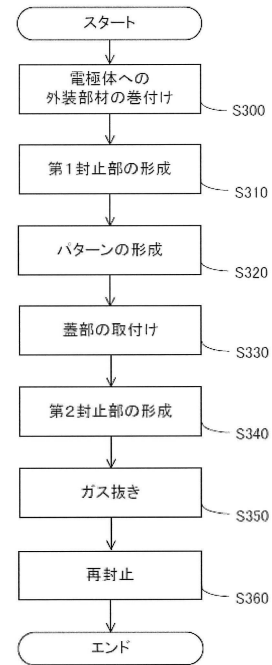 スタート
電極体への
外装部材の巻付け
S300
第1封止部の形成
S310
パターンの形成
S320
蓋部の取付け
S330
第2封止部の形成
S340
ガス抜き
S350
再封止
S360
エンド